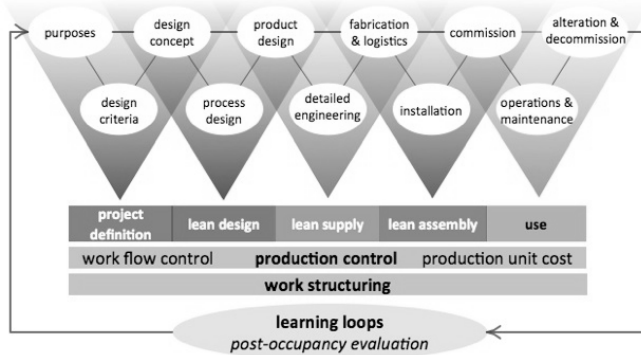 purposes
design
concept
product
design
fabrication
& logistics
commission
alteration &
decommission
design
criteria
process
design
detailed
engineering
installation
operations &
maintenance
project
definition
lean design
lean supply
lean assembly
use
work flow control production control production unit cost
work structuring
learning loops
post-occupancy evaluation